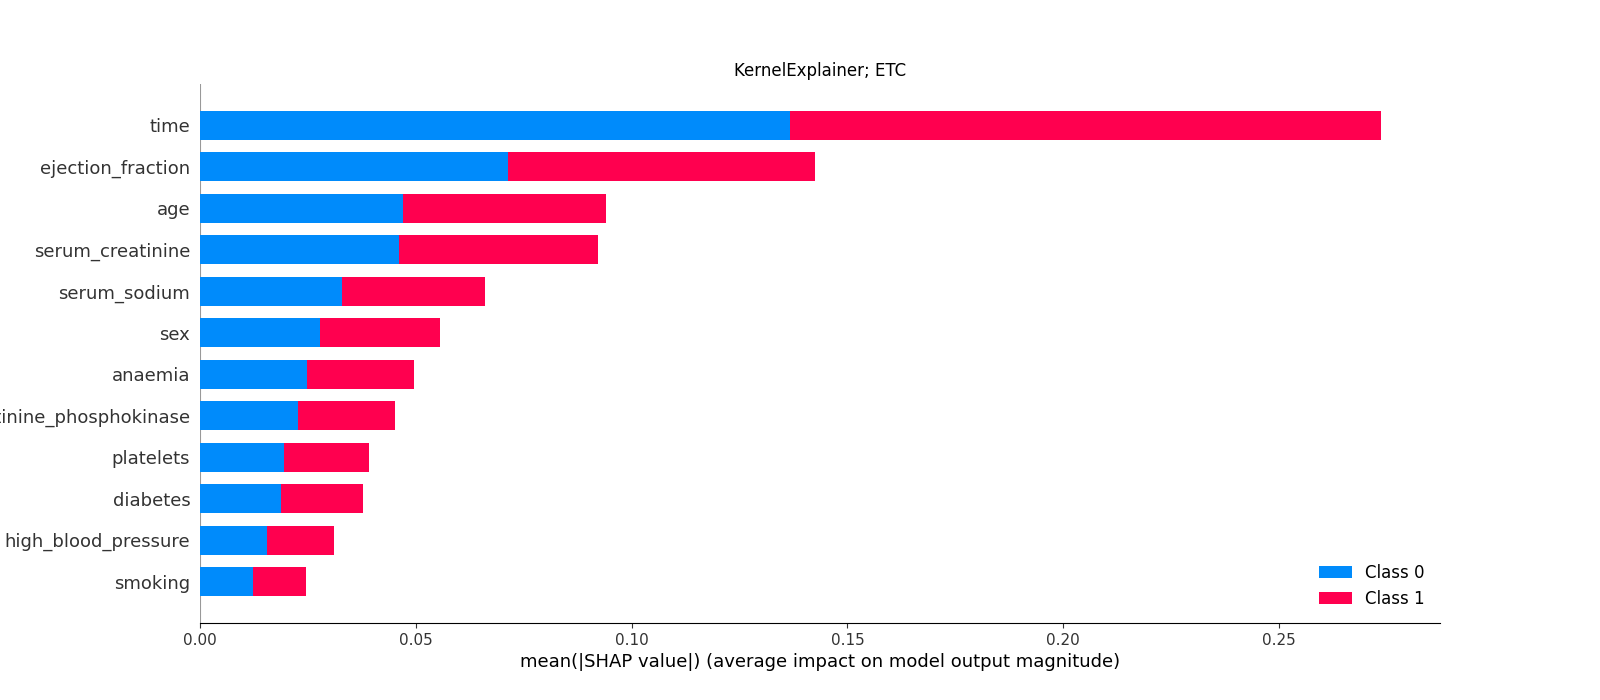 KernelExplainer; ETC
time
ejection_fraction
age
serum_creatinine
serum_sodium
sex
anaemia
tinine_phosphokinase
platelets
diabetes
high_blood_pressure
smoking
Class 0
Class 1
0.00 0.05 0.10 0.15 0.20 0.25
mean(|SHAP value|) (average impact on model output magnitude)